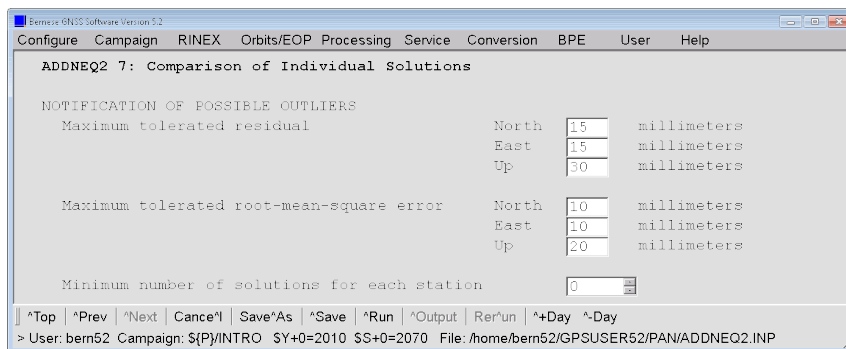 Bernese GNSS Software Version 5.2
Configure Campaign RINEX Orbits/EOP Processing Service Conversion BPE User Help
ADDNEQ2 7: Comparison of Individual Solutions
NOTIFICATION OF POSSIBLE OUTLIERS
Maximum tolerated residual North 15 millimeters
East 15 millimeters
Up 30 millimeters
Maximum tolerated root-mean-square error North 10 millimeters
East 10 millimeters
Up 20 millimeters
Minimum number of solutions for each station 0
^Top ^Prev ^Next Cance^l Save^As ^Save ^Run ^Output Rer^un ^+Day ^-Day
> User: bern52 Campaign: ${P}/INTRO $Y+0=2010 $S+0=2070 File: /home/bern52/GPSUSER52/PAN/ADDNEQ2.INP